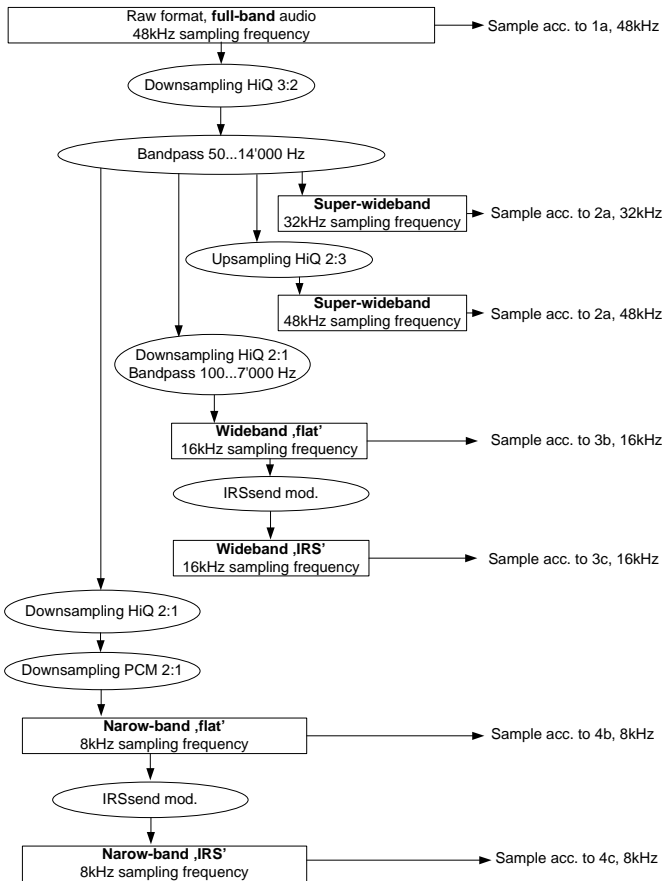 Raw format, full-band audio
48kHz sampling frequency
Sample acc. to 1a, 48kHz
Downsampling HiQ 3:2
Bandpass 50...14'000 Hz
Super-wideband
32kHz sampling frequency
Sample acc. to 2a, 32kHz
Upsampling HiQ 2:3
Super-wideband
48kHz sampling frequency
Sample acc. to 2a, 48kHz
Downsampling HiQ 2:1
Bandpass 100...7'000 Hz
Wideband ‚flat'
16kHz sampling frequency
Sample acc. to 3b, 16kHz
IRSsend mod.
Wideband ‚IRS'
16kHz sampling frequency
Sample acc. to 3c, 16kHz
Downsampling HiQ 2:1
Downsampling PCM 2:1
Narow-band ‚flat'
8kHz sampling frequency
Sample acc. to 4b, 8kHz
IRSsend mod.
Narow-band ‚IRS'
8kHz sampling frequency
Sample acc. to 4c, 8kHz